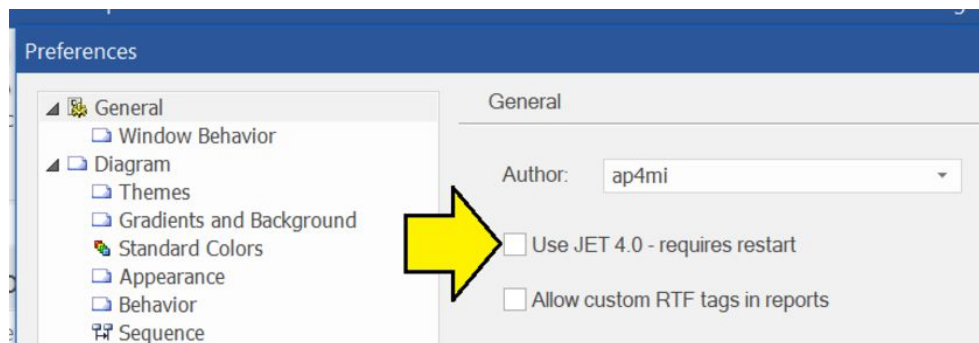 Preferences
General
Window Behavior
Diagram
Themes
Gradients and Background
Standard Colors
Appearance
Behavior
Sequence
General
Author: ap4mi
Use JET 4.0 - requires restart
Allow custom RTF tags in reports